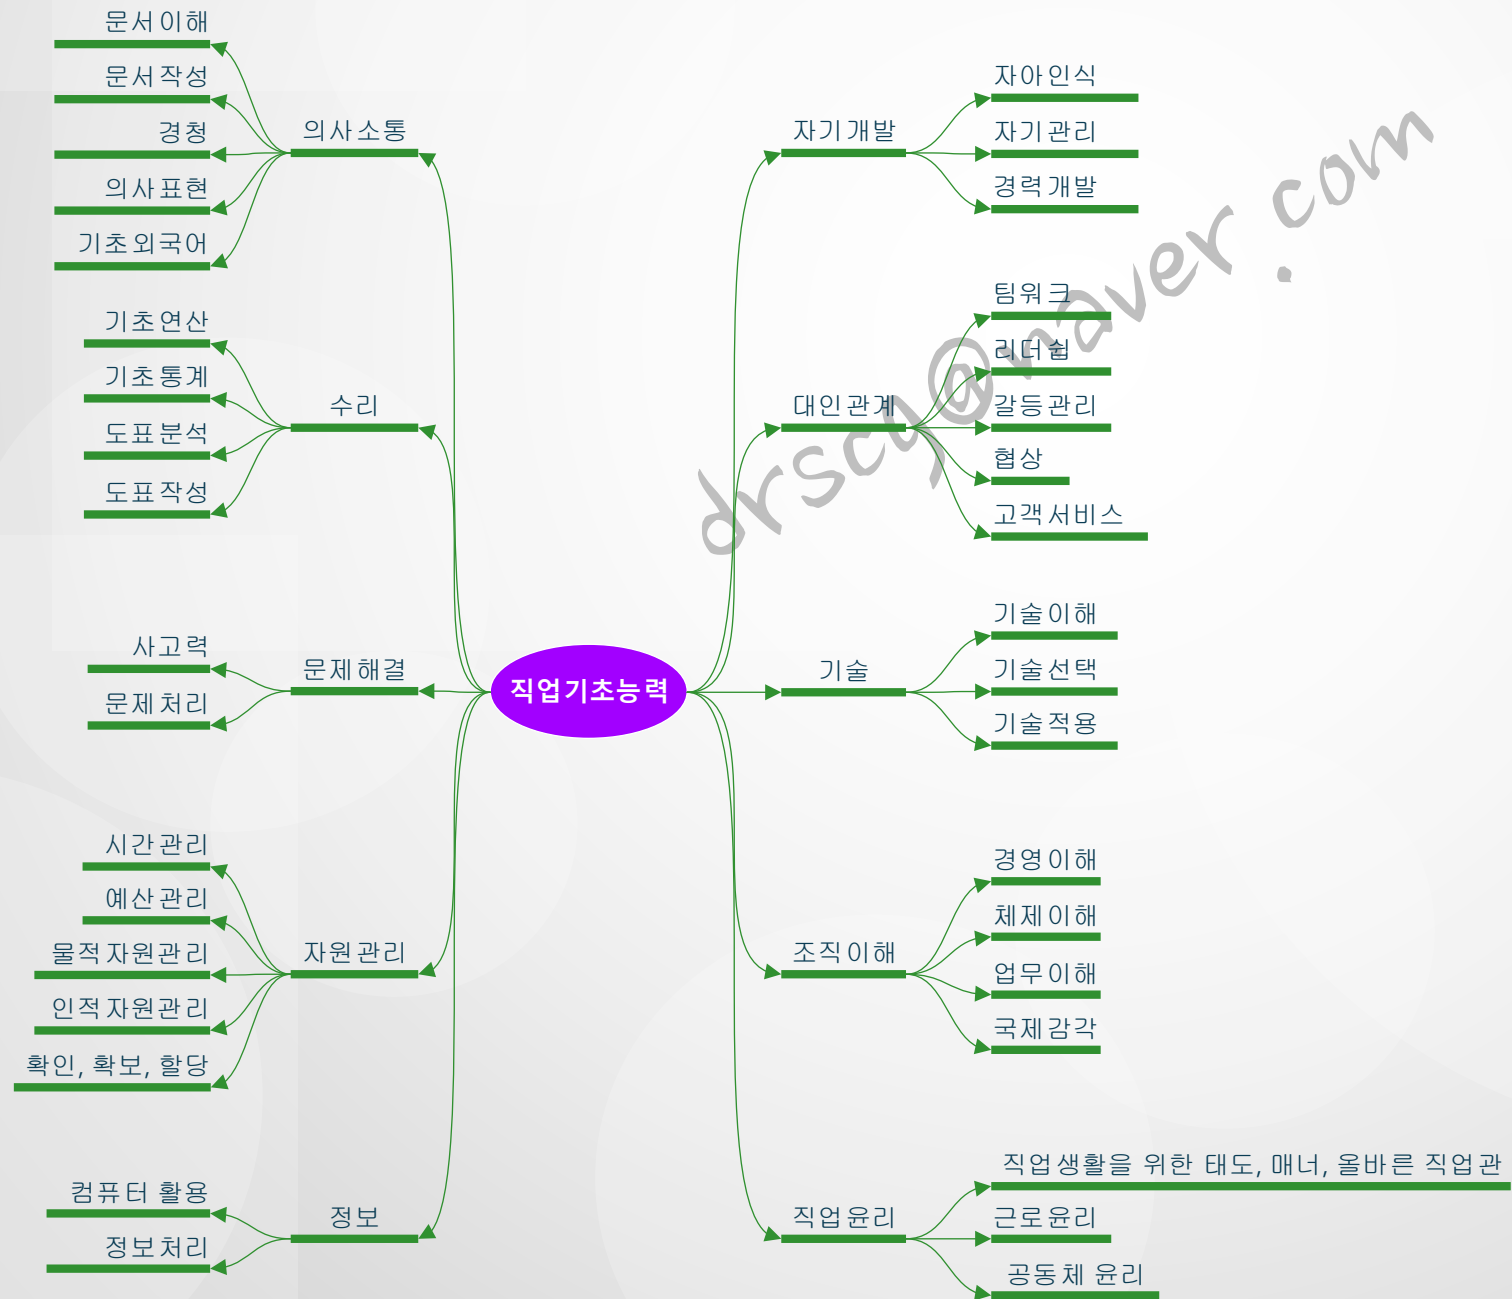 문서이해
문서작성
경청
의사표현
기초외국어
의사소통
기초연산
기초통계
도표분석
도표작성
수리
사고력
문제처리
문제해결
시간관리
예산관리
물적자원관리
인적자원관리
확인, 확보, 할당
자원관리
컴퓨터 활용
정보처리
정보
직업기초능력
자기개발
자아인식
자기관리
경력개발
대인관계
팀워크
리더쉽
갈등관리
협상
고객서비스
기술
기술이해
기술선택
기술적용
조직이해
경영이해
체제이해
업무이해
국제감각
직업윤리
직업생활을 위한 태도, 매너, 올바른 직업관
근로윤리
공동체 윤리
drscq@naver.com